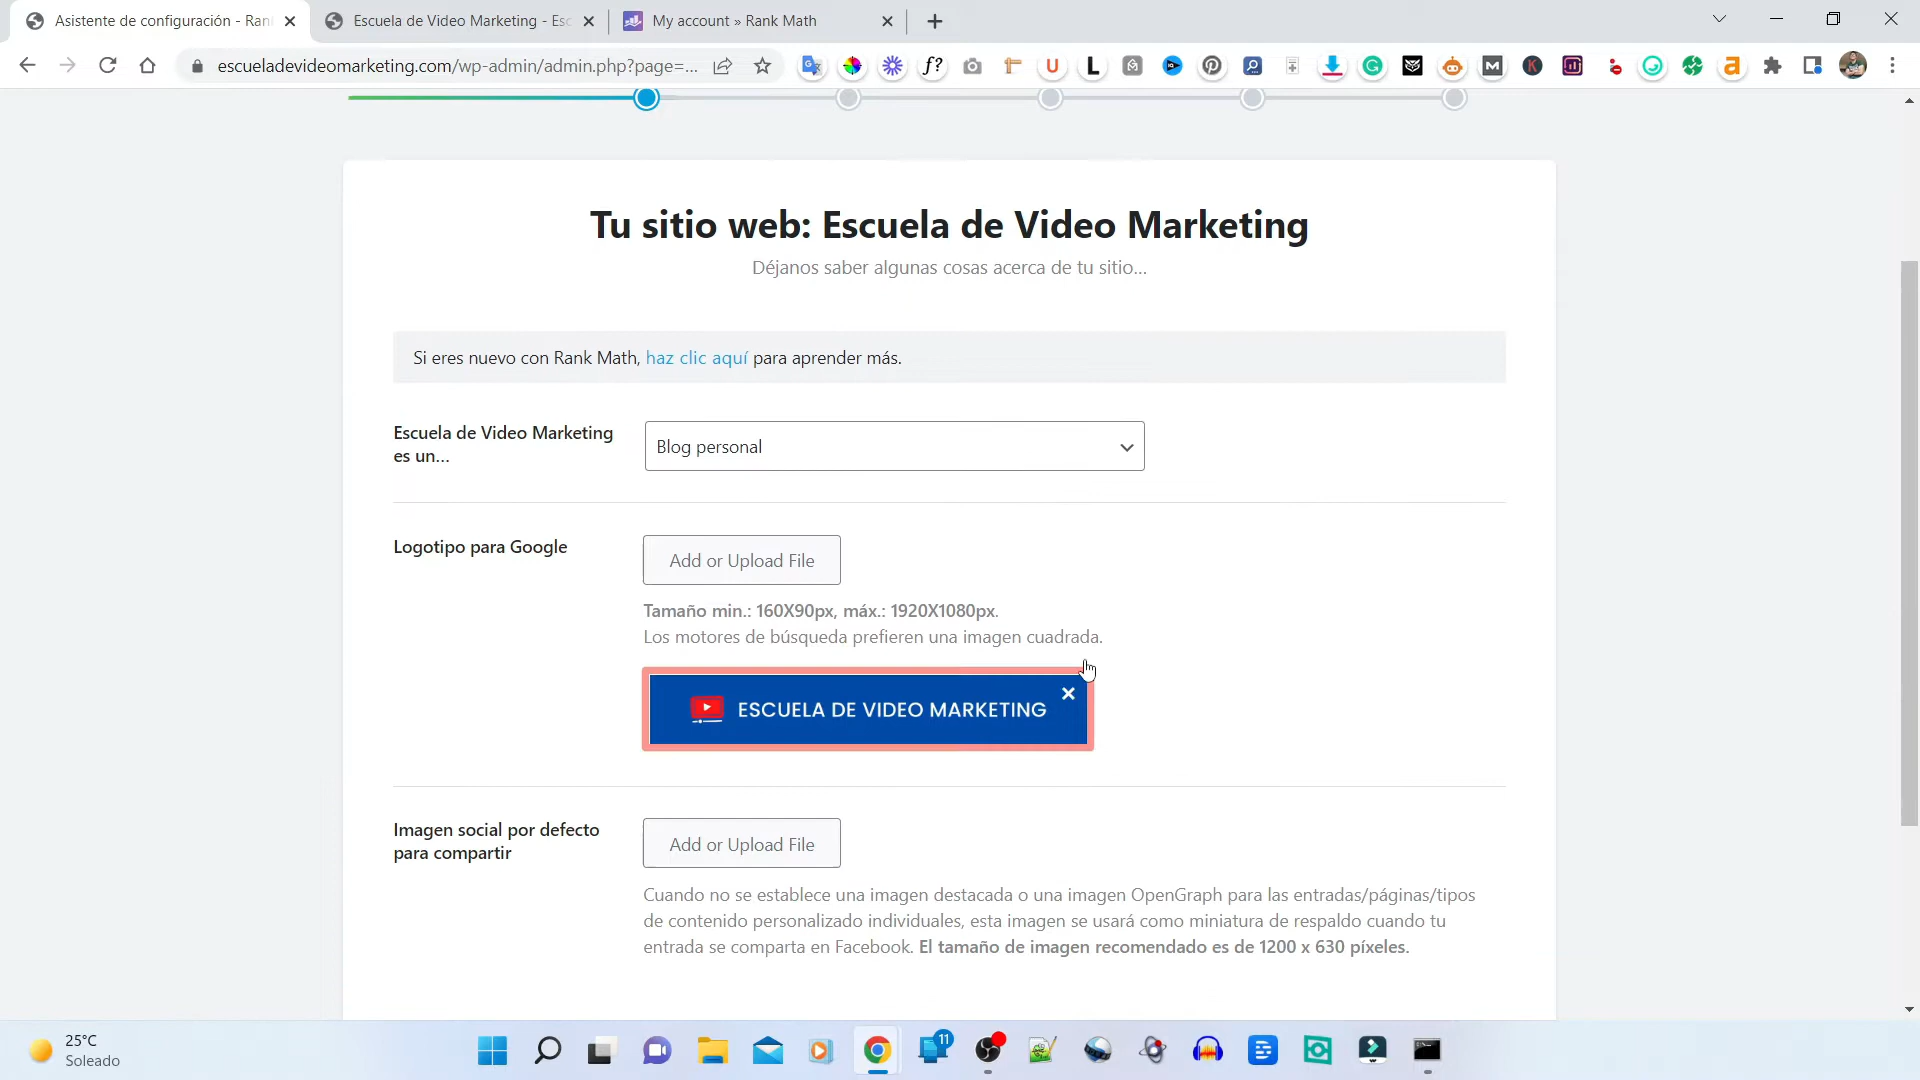 Asistente de configuración - Ran
Escuela de Video Marketing - Esc
My account » Rank Math
escueladevideomarketing.com/wp-admin/admin.php?page=...
Tu sitio web: Escuela de Video Marketing
Déjanos saber algunas cosas acerca de tu sitio...
Si eres nuevo con Rank Math, haz clic aquí para aprender más.
Escuela de Video Marketing
es un...
Blog personal
Logotipo para Google
Add or Upload File
Tamaño min.: 160X90px, máx.: 1920X1080px.
Los motores de búsqueda prefieren una imagen cuadrada.
ESCUELA DE VIDEO MARKETING
Imagen social por defecto
para compartir
Add or Upload File
Cuando no se establece una imagen destacada o una imagen OpenGraph para las entradas/páginas/tipos
de contenido personalizado individuales, esta imagen se usará como miniatura de respaldo cuando tu
entrada se comparta en Facebook. El tamaño de imagen recomendado es de 1200 x 630 píxeles.
25°C
Soleado
11